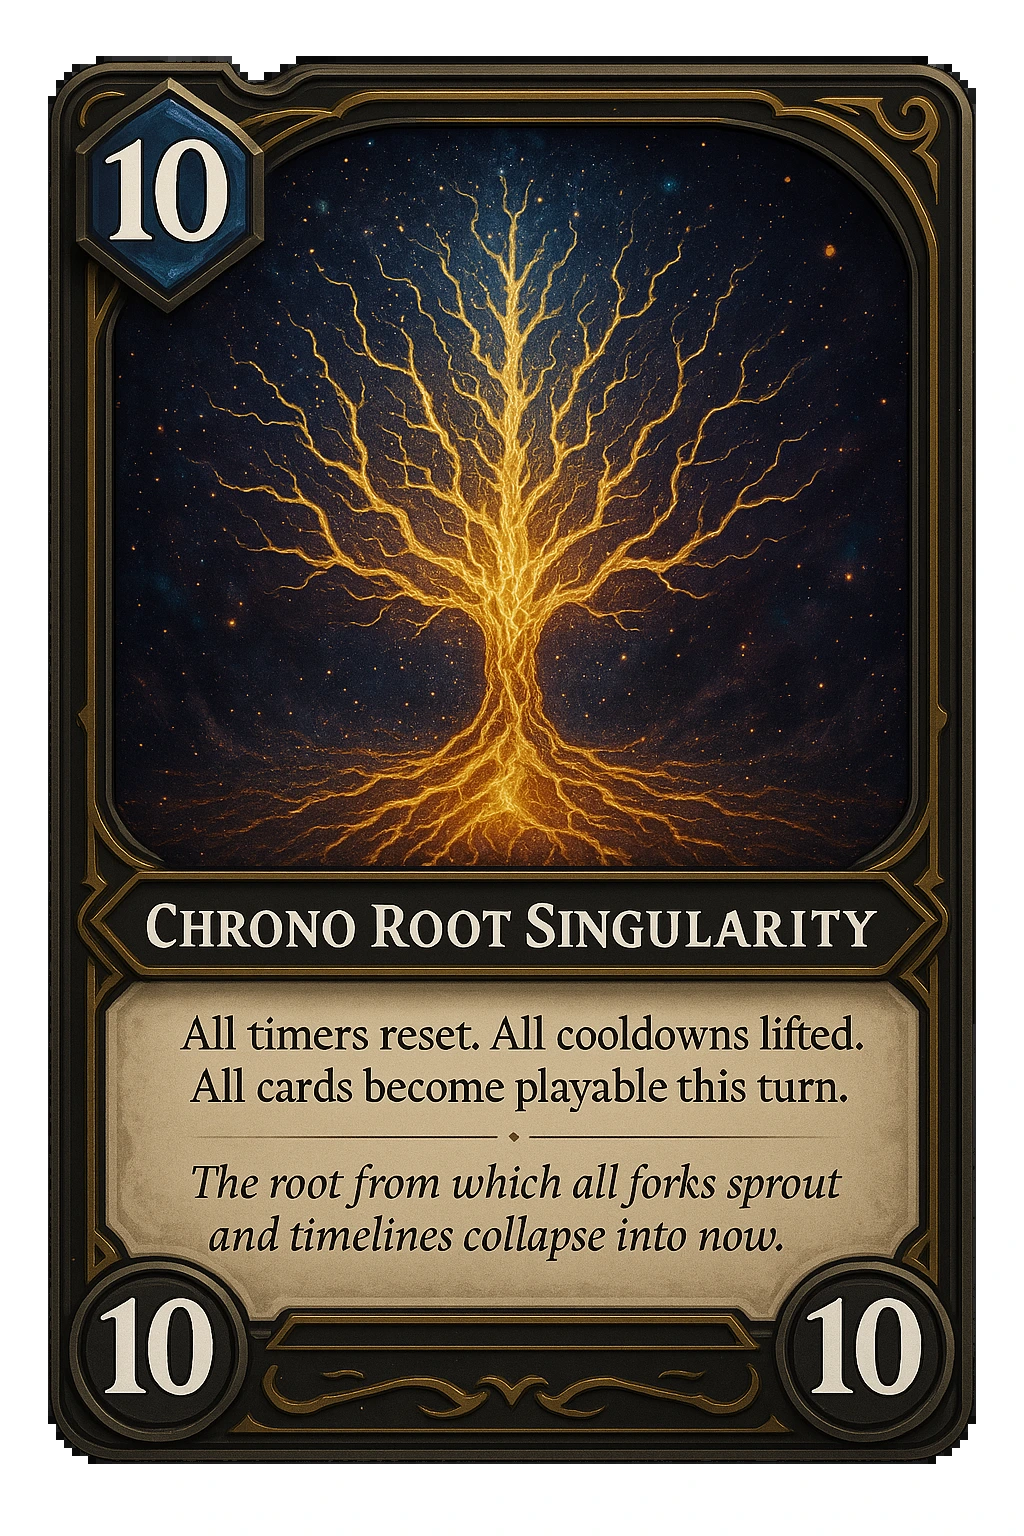 10
CHRONO ROOT SINGULARITY
All timers reset. All cooldowns lifted.
All cards become playable this turn.
The root from which all forks sprout
and timelines collapse into now.
10
10